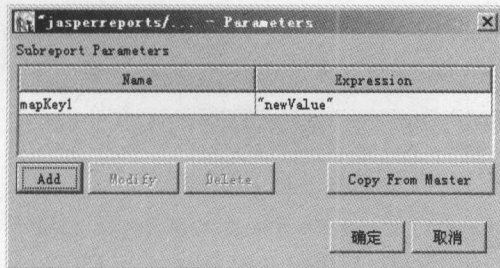 "jasperreports/... - Parameters
Subreport Parameters
Name Expression
mapKey1 "newValue"
Add Modify Delete Copy From Master
确定 取消